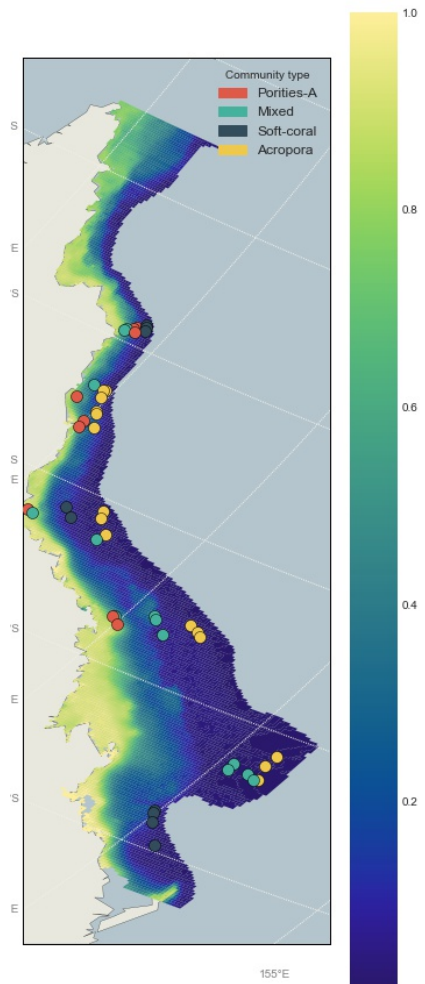 1.0
Community type
Porities-A
Mixed
Soft-coral
Acropora
S
0.8
E
S
0.6
S
E
0.4
S
E
0.2
S
E
155°E